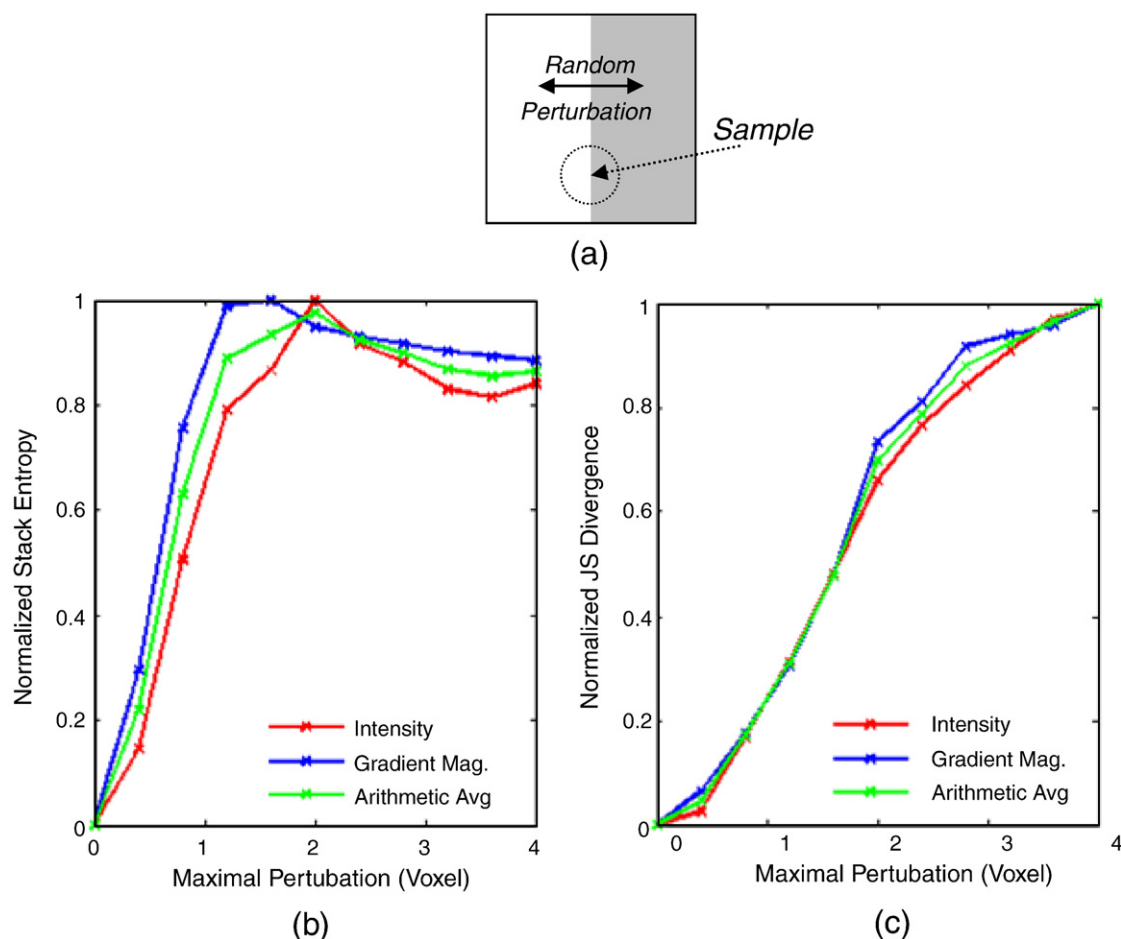 Random
Perturbation
Sample
(a)
1
0.8
0.6
0.4
0.2
0
Normalized Stack Entropy
Intensity
Gradient Mag.
Arithmetic Avg
0 1 2 3 4
Maximal Pertubation (Voxel)
(b)
1
0.8
0.6
0.4
0.2
0
Normalized JS Divergence
Intensity
Gradient Mag.
Arithmetic Avg
0 1 2 3 4
Maximal Pertubation (Voxel)
(c)